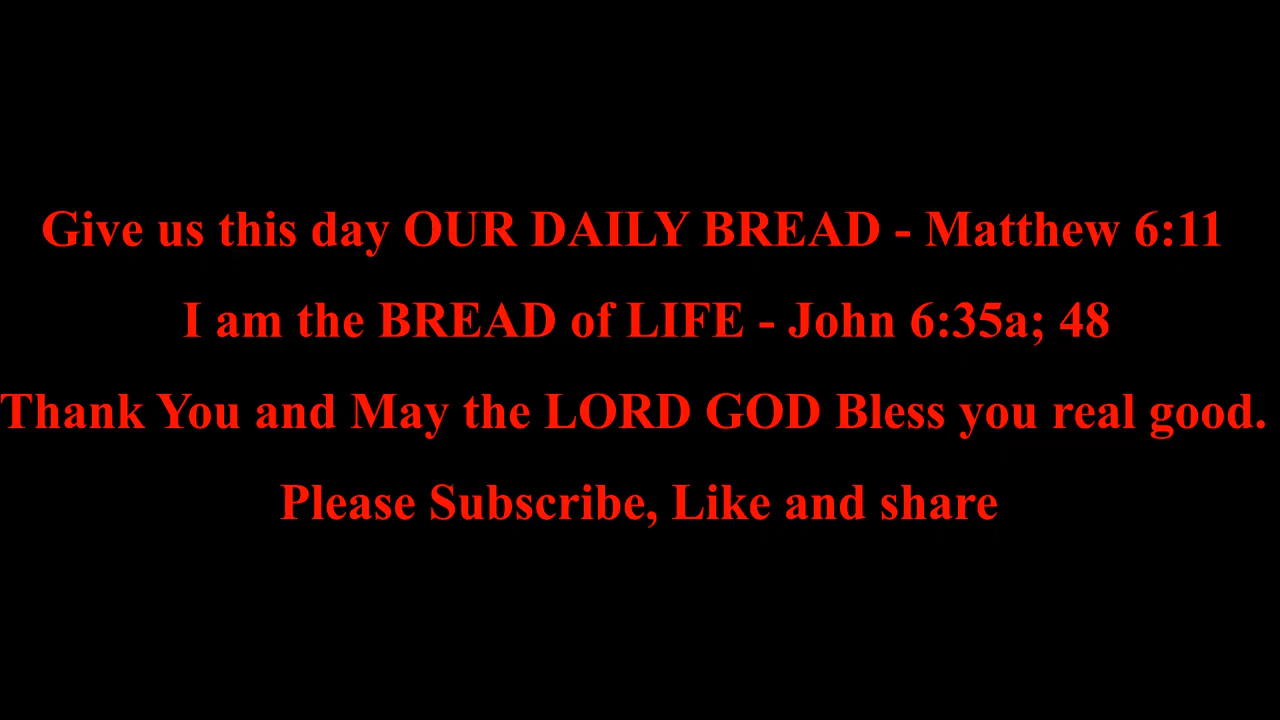 Give us this day OUR DAILY BREAD - Matthew 6:11
I am the BREAD of LIFE - John 6:35a; 48
Thank You and May the LORD GOD Bless you real good.
Please Subscribe, Like and share